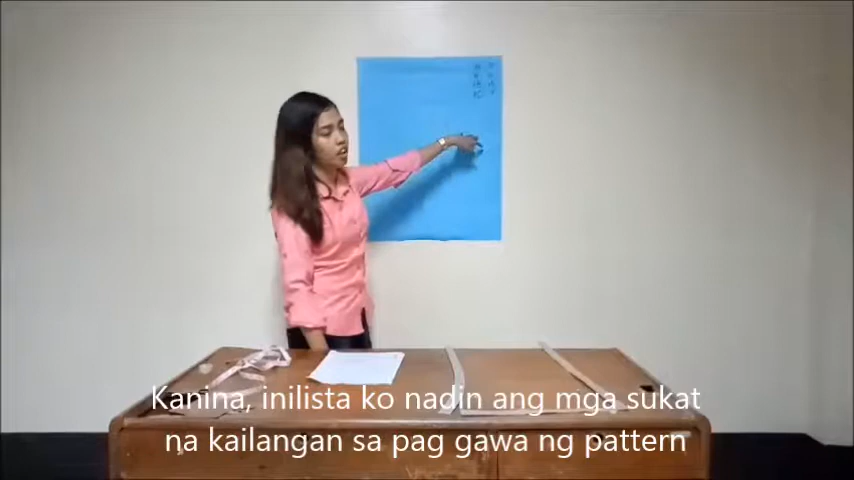 Kanina, inilista ko nadin ang mga sukat
na kailangan sa pag gawa ng pattern